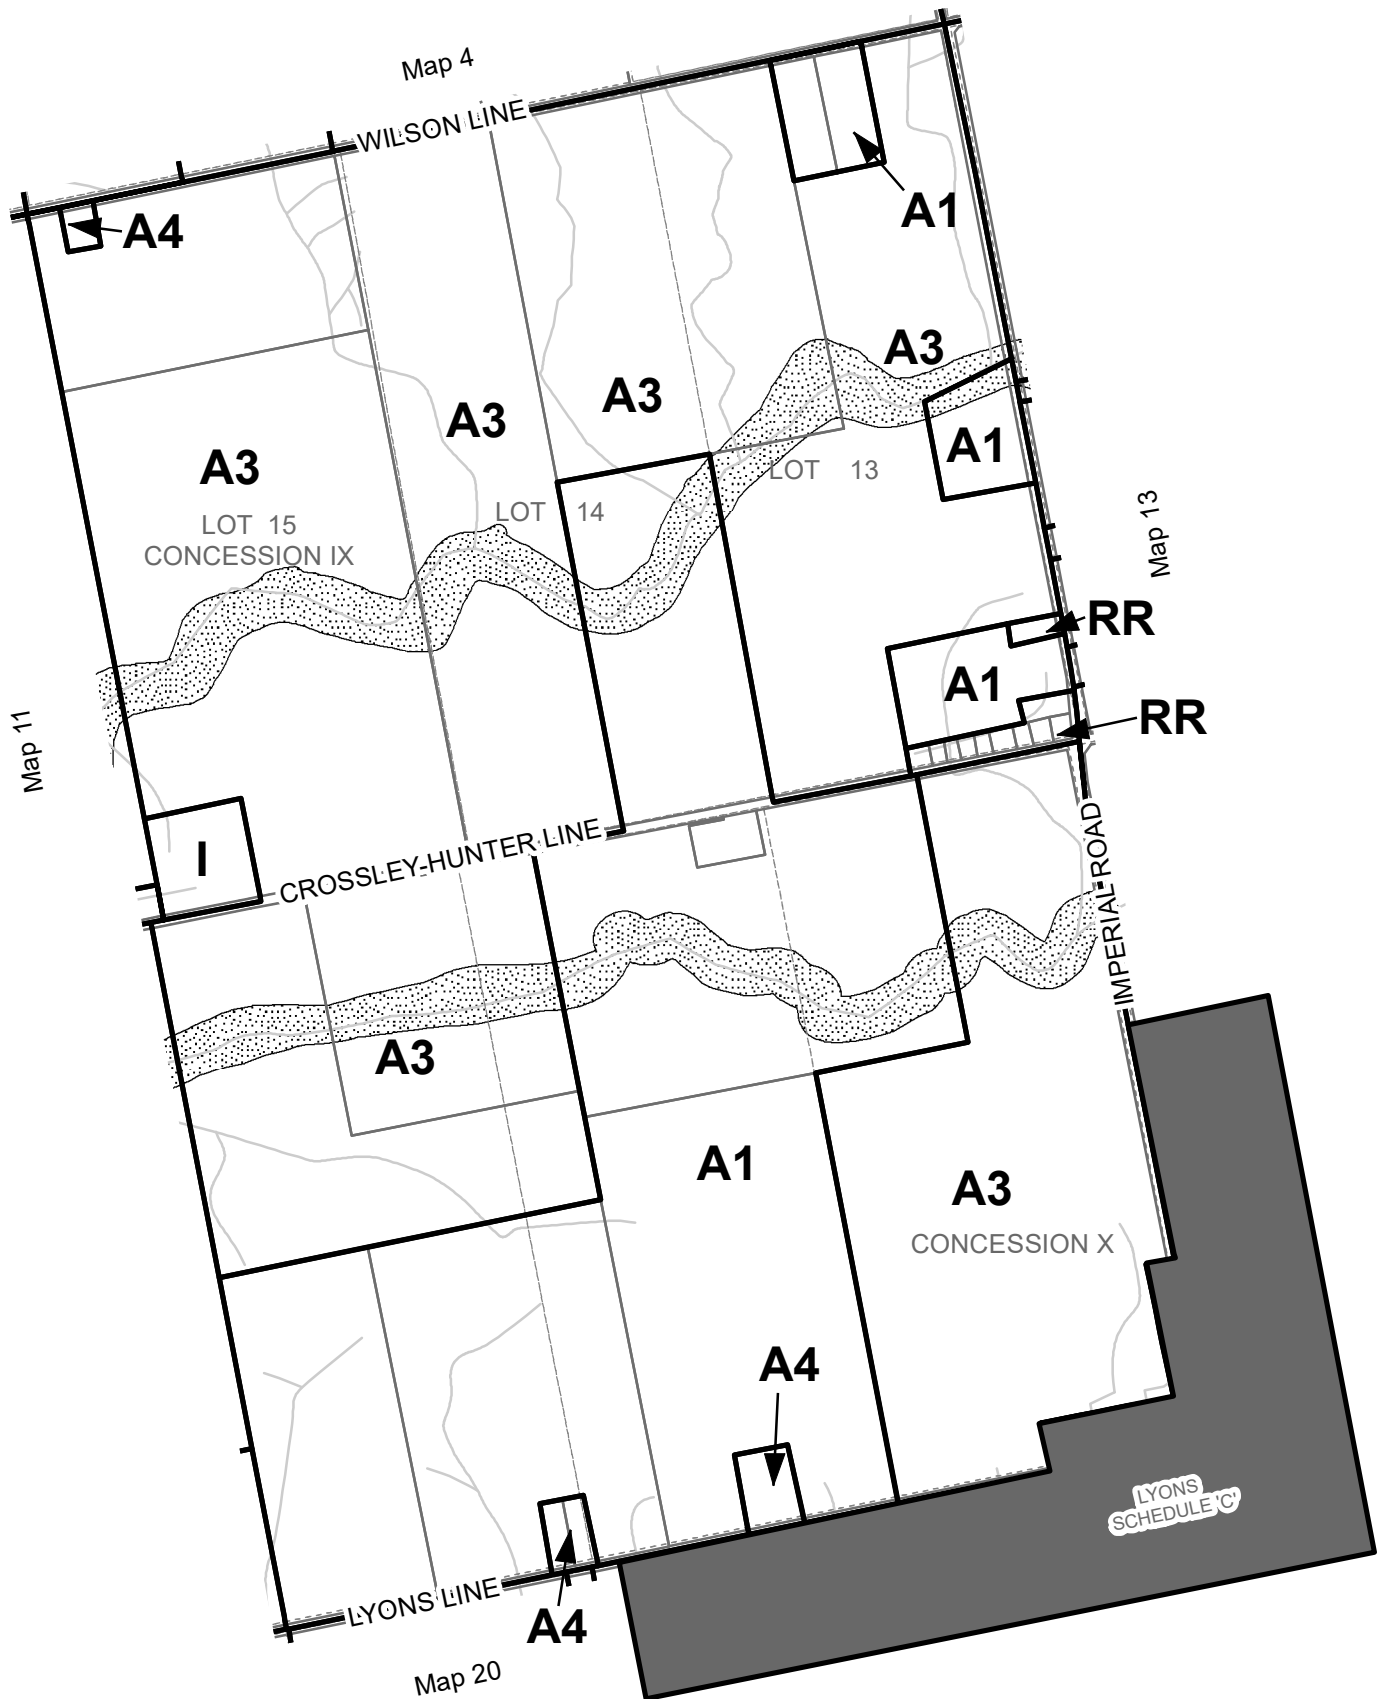 Map 4
WILSON LINE
A4
A1
A3
A3
A3
A3
A1
LOT 15
CONCESSION IX
LOT 14
LOT 13
Map 13
RR
A1
RR
Map 11
I
CROSSLEY-HUNTER LINE
IMPERIAL ROAD
A3
A1
A3
CONCESSION X
A4
LYONS
SCHEDULE 'C'
LYONS LINE
A4
Map 20